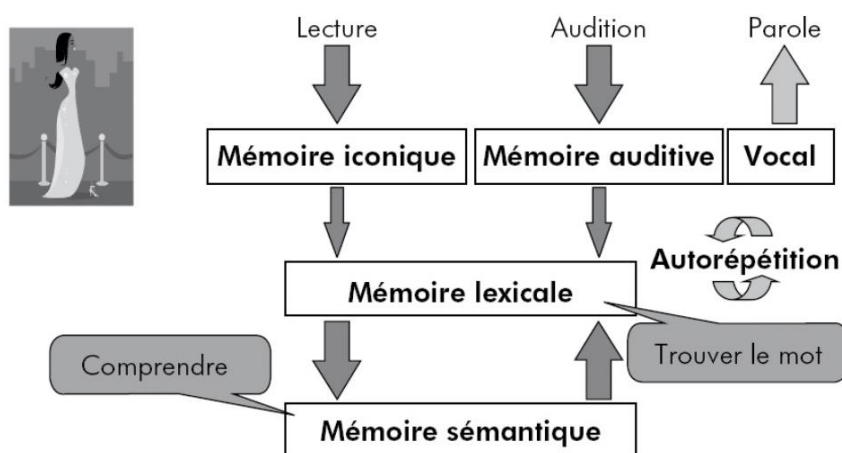 Lecture
Audition
Parole
Mémoire iconique
Mémoire auditive
Vocal
Autorépétition
Mémoire lexicale
Comprendre
Trouver le mot
Mémoire sémantique